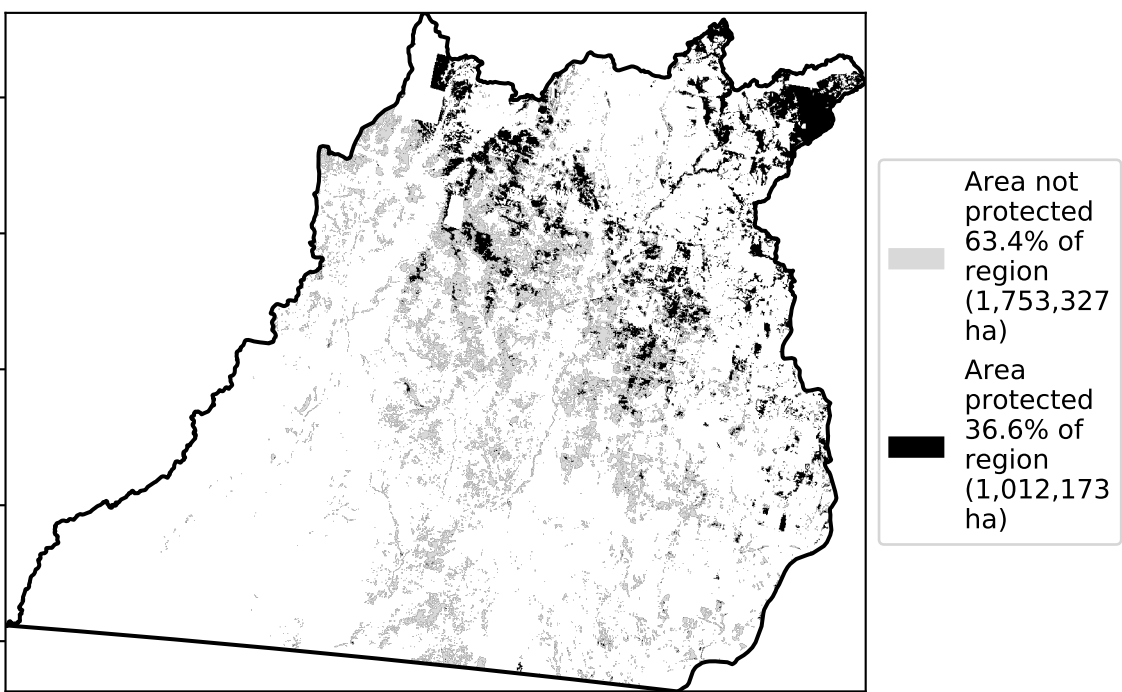 Area not
protected
63.4% of
region
(1,753,327
ha)
Area
protected
36.6% of
region
(1,012,173
ha)